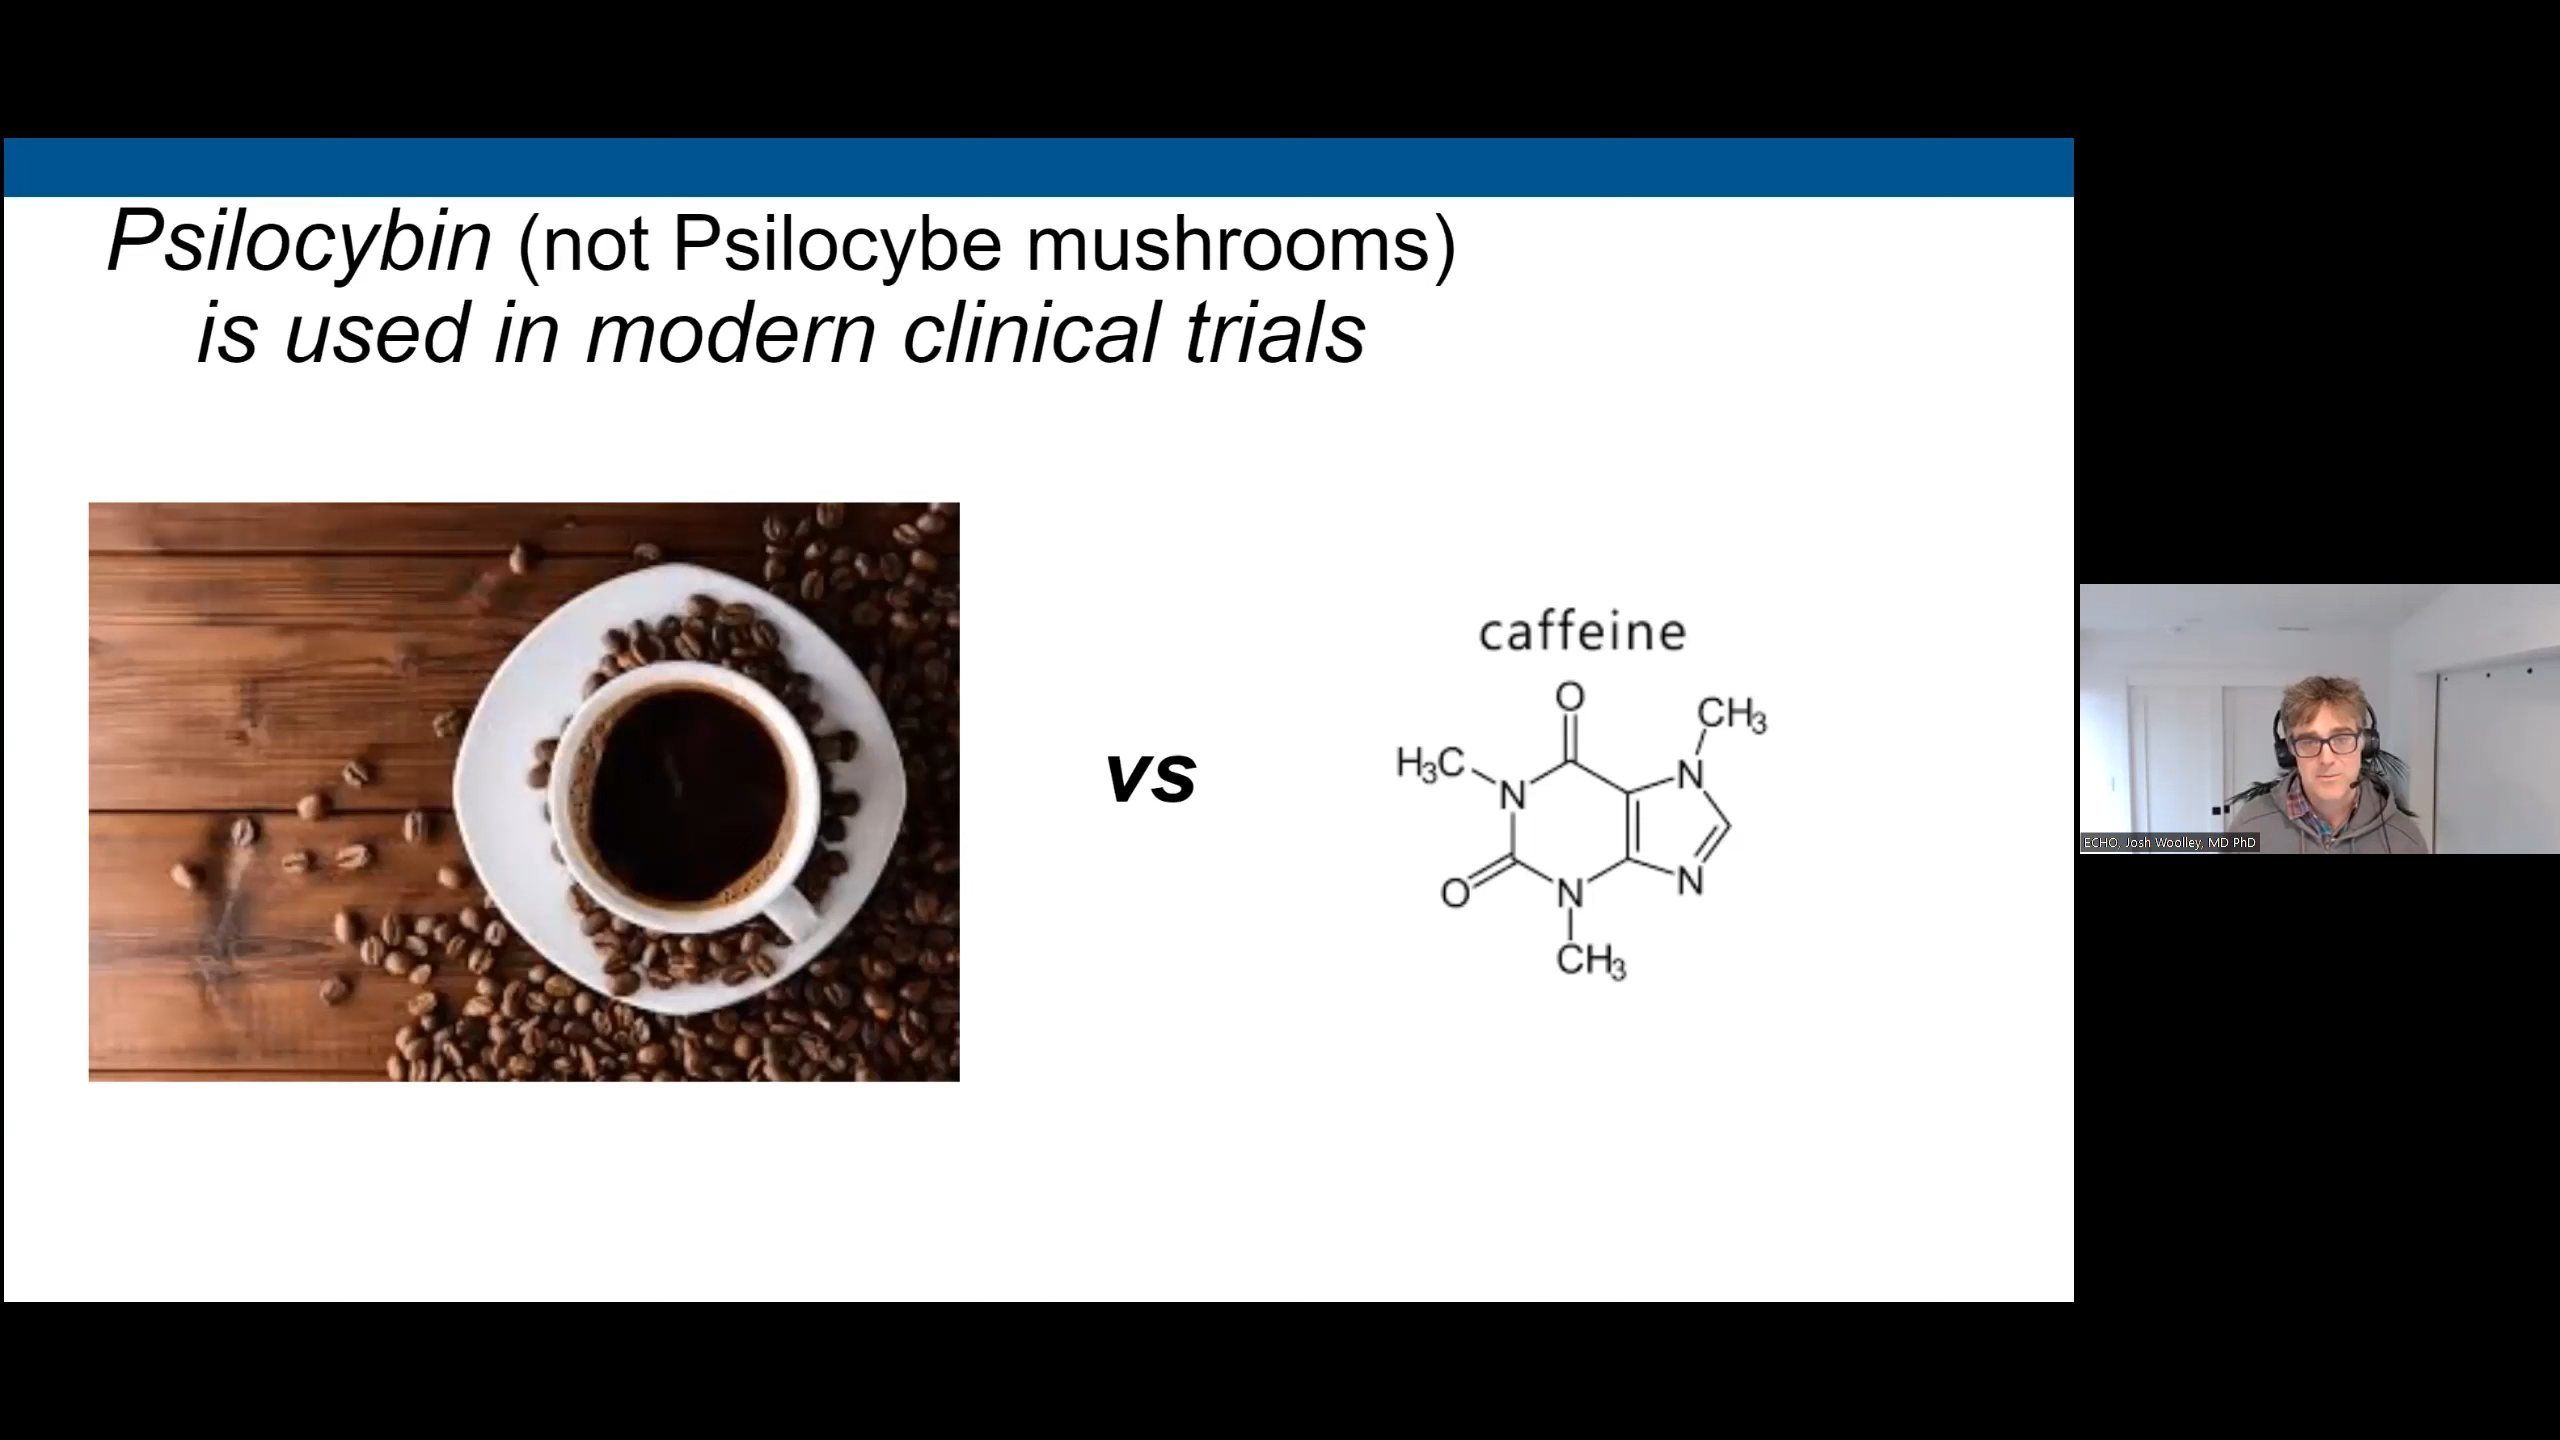 Psilocybin (not Psilocybe mushrooms)
is used in modern clinical trials
vs
caffeine
O
CH3
H3C
N
N
O
N
N
CH3
ECHO, Josh Woolley, MD PhD